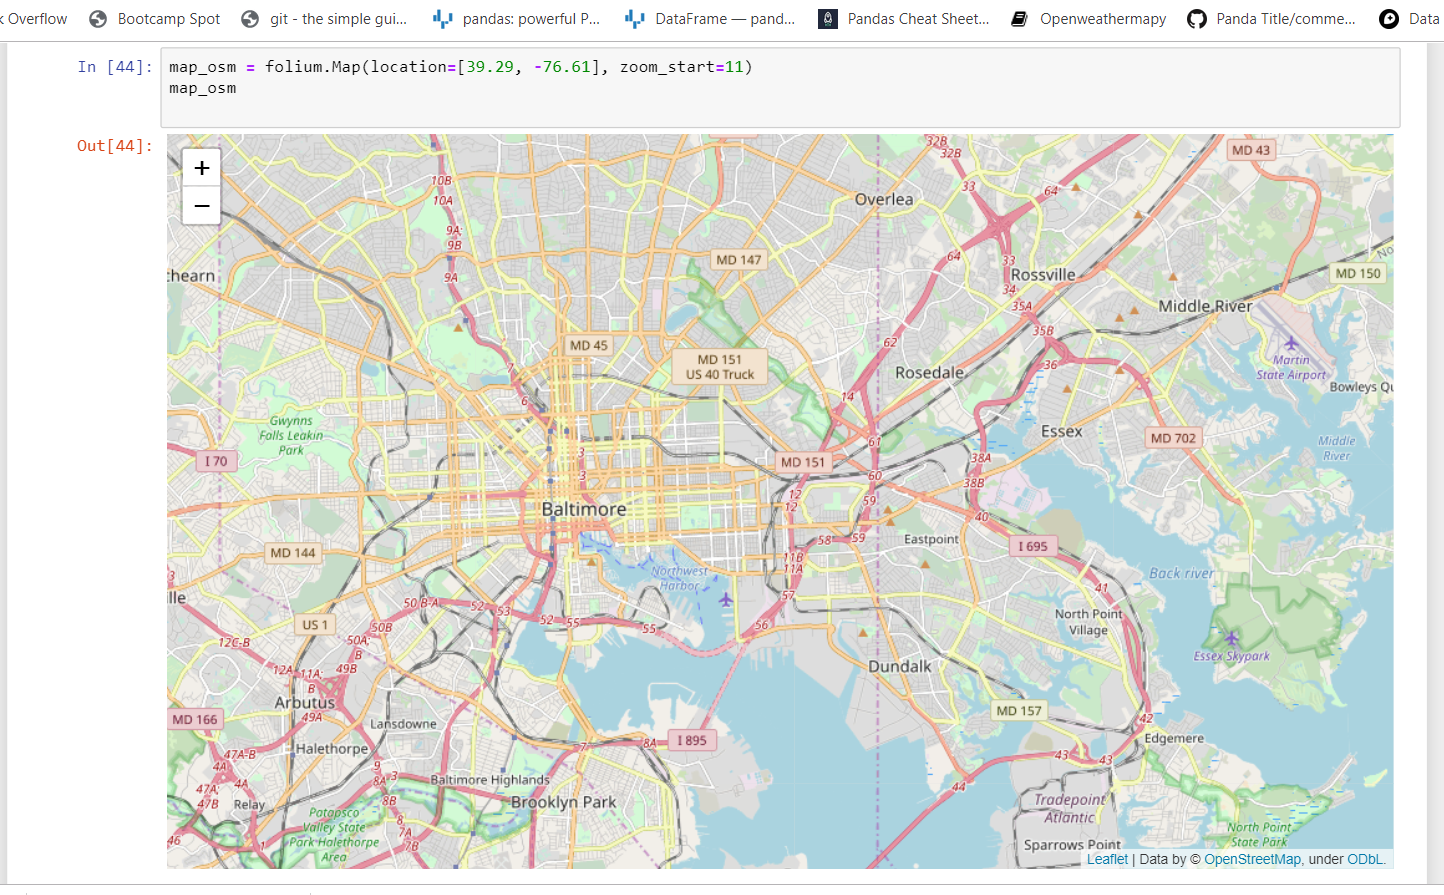 k Overflow
Bootcamp Spot
git - the simple gui...
pandas: powerful P...
DataFrame — pand...
Pandas Cheat Sheet...
Openweathermapy
Panda Title/comme...
Data
In [44]:
map_osm = folium.Map(location=[39.29, -76.61], zoom_start=11)
map_osm
Out[44]:
+
−
32B
32B
MD 43
10B
10A
33
64
Overlea
9A;
9B
MD 147
64
33
9A
34
Rossville
thearn
MD 150
No
35A
Middle River
35B
MD 45
62
Martin
State Airport
MD 151
US 40 Truck
36
7
Rosedale
Bowleys Qu
14
6
Gwynns
Falls Leakin
Park
Essex
MD 702
61
Middle
River
I 70
3
MD 151
38A
3
60
38B
12
12
59
Baltimore
40
58
59
Eastpoint
I 695
MD 144
11B
11A
Northwest
Harbor
Back river
3
41
lle
57
50 B-A
52
53
North Point
Village
52
55
55
56
US 1
50B
50A;
B
12C-B
Essex Skypark
49B
12A
11A;
B
Dundalk
Arbutus
49A
MD 157
MD 166
Lansdowne
42
I 895
Edgemere
Halethorpe
7
8A
47A-B
43
43
4A
9
3
Baltimore Highlands
8A
44
47A;
47B
8B
Relay
Brooklyn Park
Tradepoint
Atlantic
Patapsco
Valley State
Park Halethorpe
Area
7A
46
North Point
State Park
Sparrows Point
Leaflet | Data by © OpenStreetMap, under ODbL.